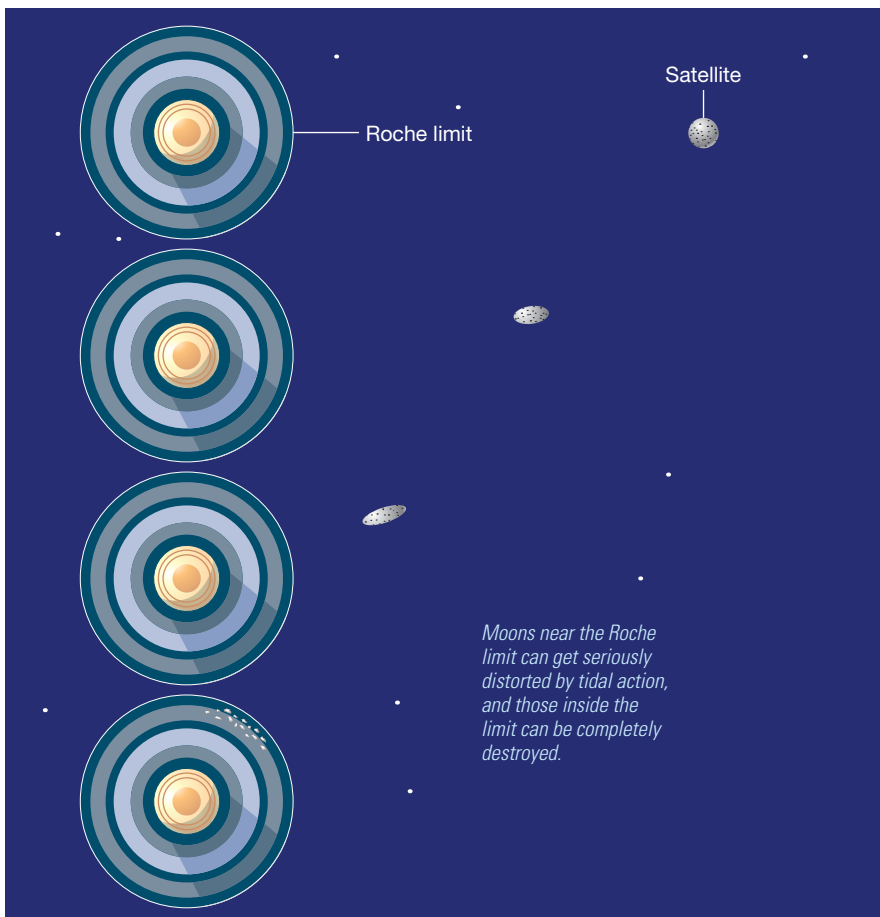 Satellite
Roche limit
Moons near the Roche
limit can get seriously
distorted by tidal action,
and those inside the
limit can be completely
destroyed.